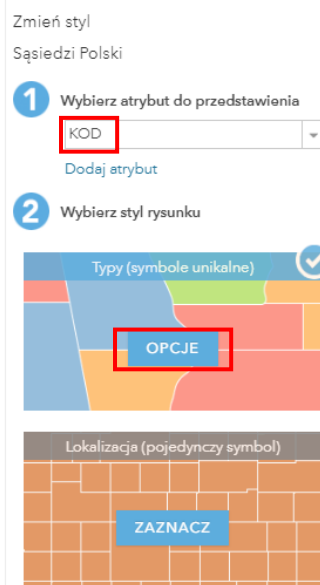 Zmień styl
Sąsiedzi Polski
1 Wybierz atrybut do przedstawienia
KOD
Dodaj atrybut
2 Wybierz styl rysunku
Typy (symbole unikalne)
OPCJE
Lokalizacja (pojedynczy symbol)
ZAZNACZ